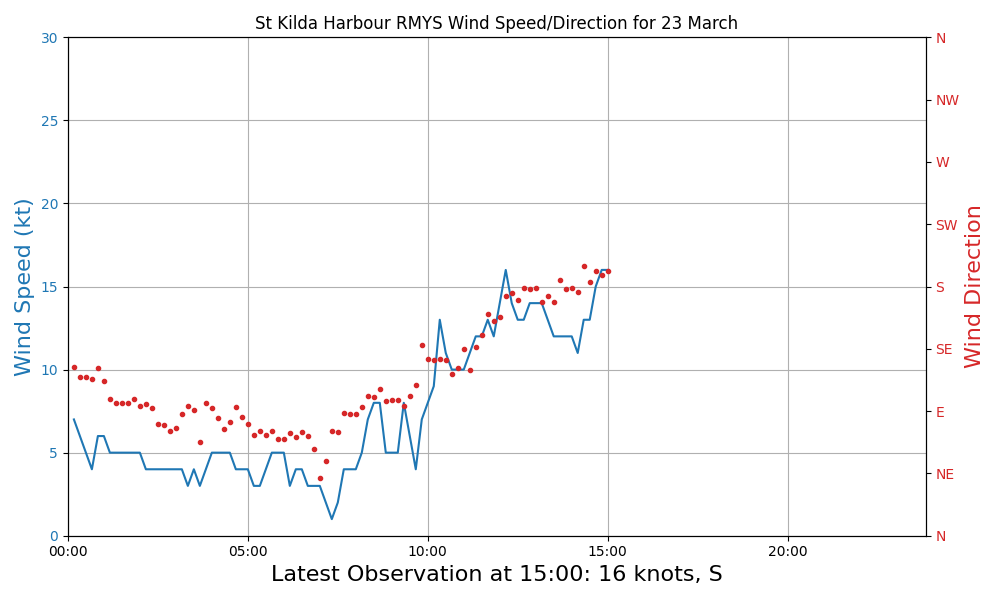 St Kilda Harbour RMYS Wind Speed/Direction for 23 March
30
25
20
15
10
5
0
Wind Speed (kt)
N
NW
W
SW
S
SE
E
NE
N
Wind Direction
00:00 05:00 10:00 15:00 20:00
Latest Observation at 15:00: 16 knots, S